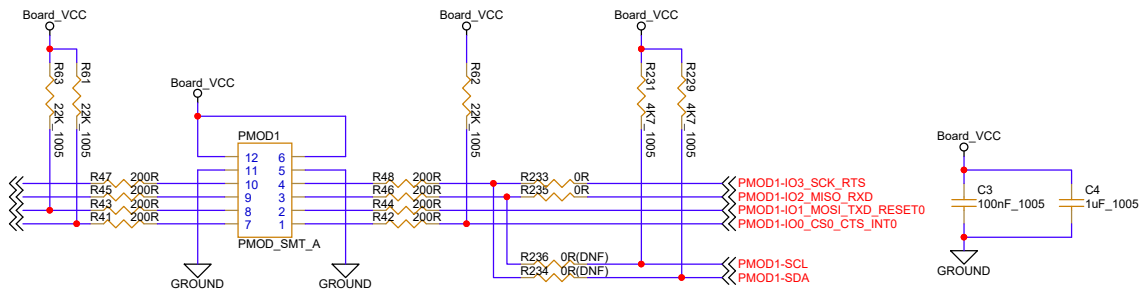 Board_VCC
Board_VCC
Board_VCC
R63
22K_1005
R61
22K_1005
R62
22K_1005
R231
4K7_1005
R229
4K7_1005
Board_VCC
PMOD1
Board_VCC
12 6
11 5
R47 200R 10 4 R48 200R R233 0R PMOD1-IO3_SCK_RTS
R45 200R 9 3 R46 200R R235 0R PMOD1-IO2_MISO_RXD
R43 200R 8 2 R44 200R PMOD1-IO1_MOSI_TXD_RESET0
R41 200R 7 1 R42 200R PMOD1-IO0_CS0_CTS_INT0
C3
100nF_1005
C4
1uF_1005
PMOD_SMT_A
R236 0R(DNF) PMOD1-SCL
R234 0R(DNF) PMOD1-SDA
GROUND
GROUND
GROUND